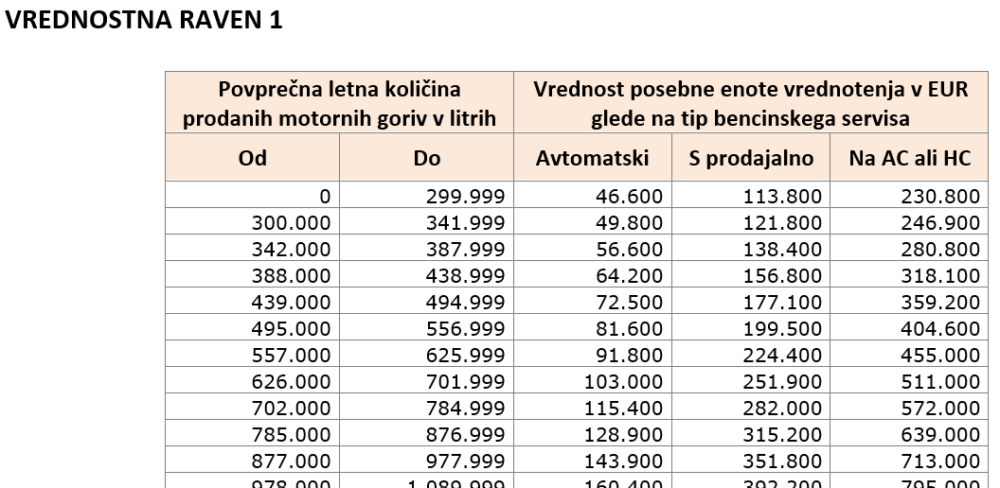 VREDNOSTNA RAVEN 1
Povprečna letna količina prodanih motornih goriv v litrih Vrednost posebne enote vrednotenja v EUR glede na tip bencinskega servisa
Od Do Avtomatski S prodajalno Na AC ali HC
0 299.999 46.600 113.800 230.800
300.000 341.999 49.800 121.800 246.900
342.000 387.999 56.600 138.400 280.800
388.000 438.999 64.200 156.800 318.100
439.000 494.999 72.500 177.100 359.200
495.000 556.999 81.600 199.500 404.600
557.000 625.999 91.800 224.400 455.000
626.000 701.999 103.000 251.900 511.000
702.000 784.999 115.400 282.000 572.000
785.000 876.999 128.900 315.200 639.000
877.000 977.999 143.900 351.800 713.000
978.000 1.089.999 160.400 392.200 795.000